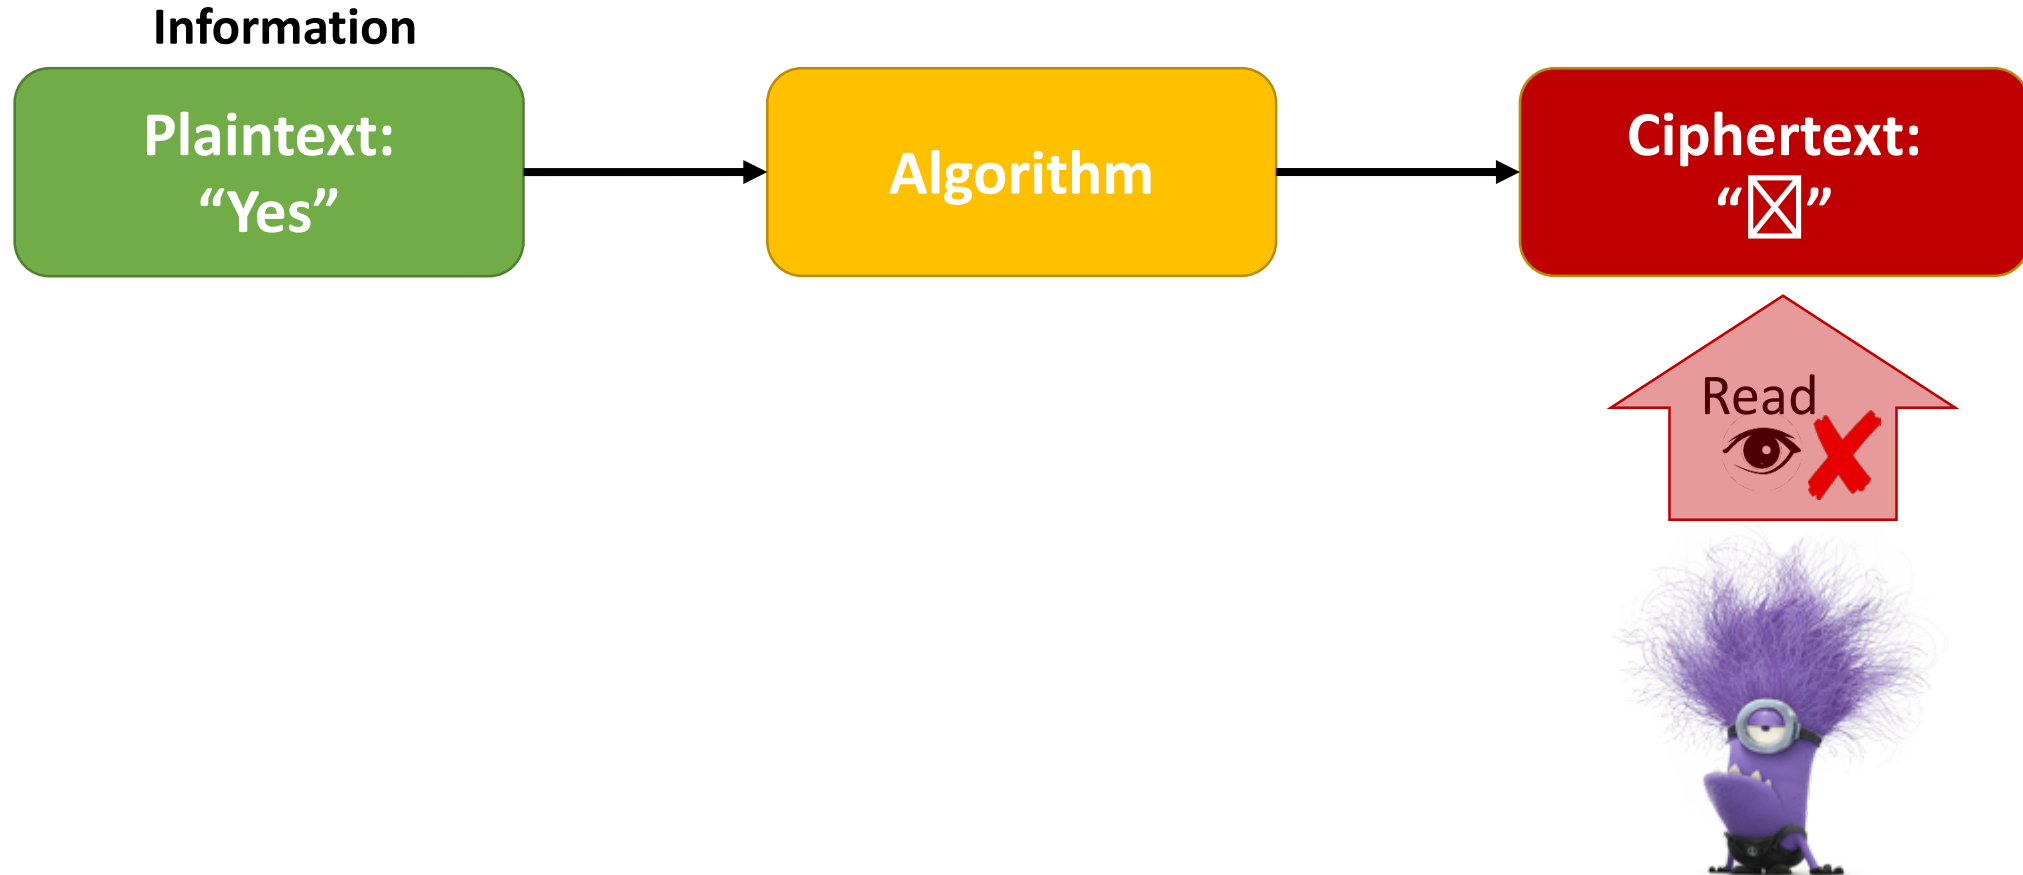 Information
Plaintext:
“Yes”
Algorithm
Ciphertext:
“☒”
Read